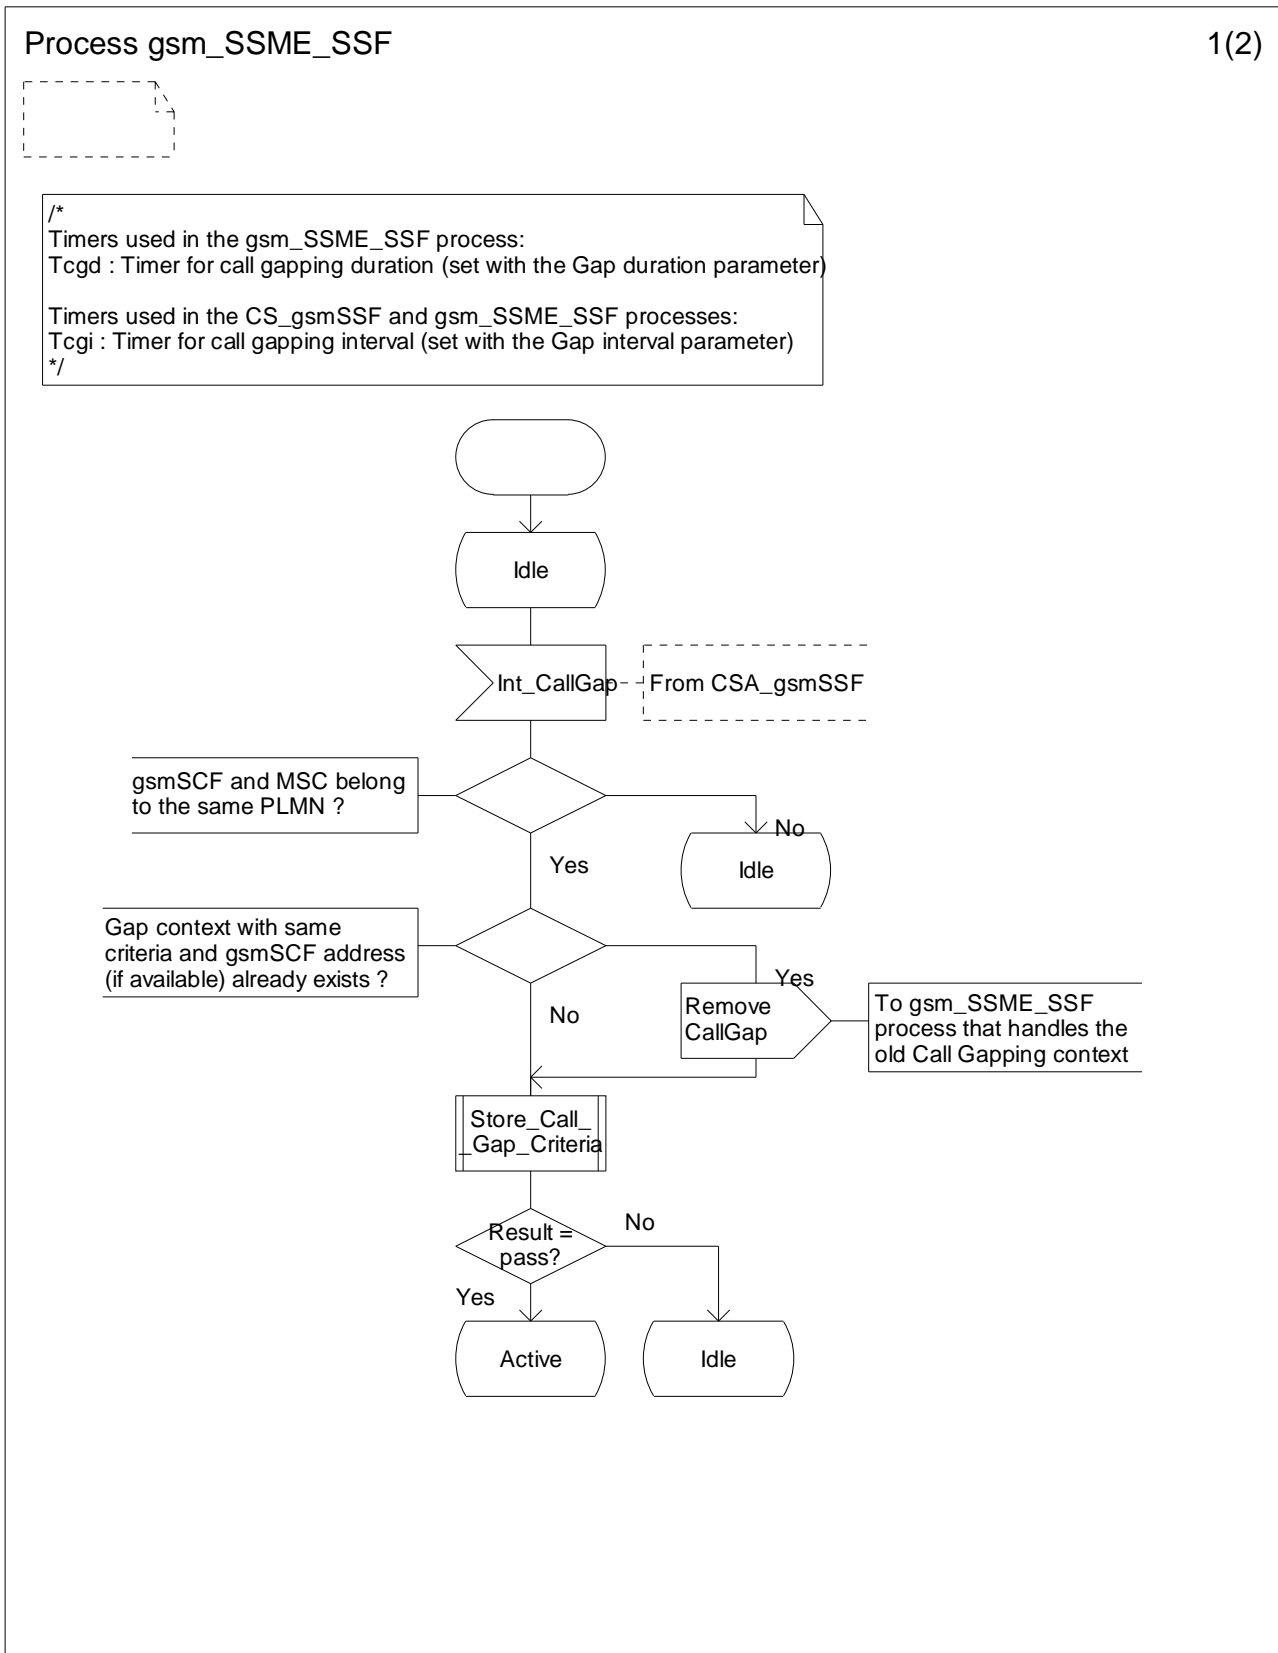 Process gsm_SSME_SSF
1(2)
/*
Timers used in the gsm_SSME_SSF process:
Tcgd : Timer for call gapping duration (set with the Gap duration parameter)
Timers used in the CS_gsmSSF and gsm_SSME_SSF processes:
Tcgi : Timer for call gapping interval (set with the Gap interval parameter)
*/
Idle
Int_CallGap
From CSA_gsmSSF
gsmSCF and MSC belong
to the same PLMN ?
No
Idle
Yes
Gap context with same
criteria and gsmSCF address
(if available) already exists ?
Yes
Remove
CallGap
To gsm_SSME_SSF
process that handles the
old Call Gapping context
No
Store_Call_
_Gap_Criteria
Result =
pass?
No
Yes
Active
Idle